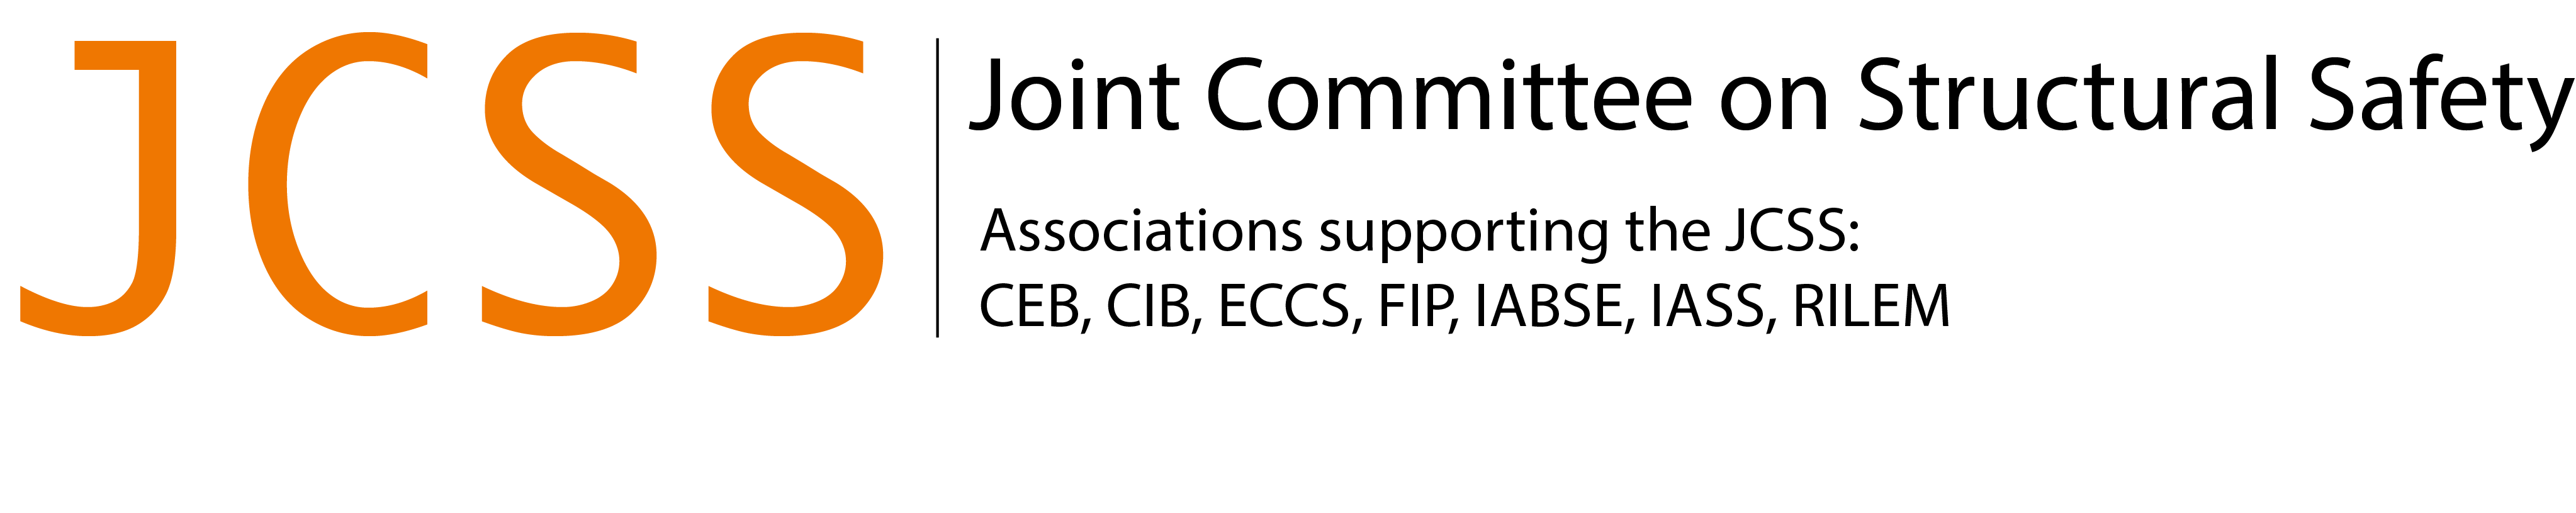 JCSS
Joint Committee on Structural Safety
Associations supporting the JCSS:
CEB, CIB, ECCS, FIP, IABSE, IASS, RILEM